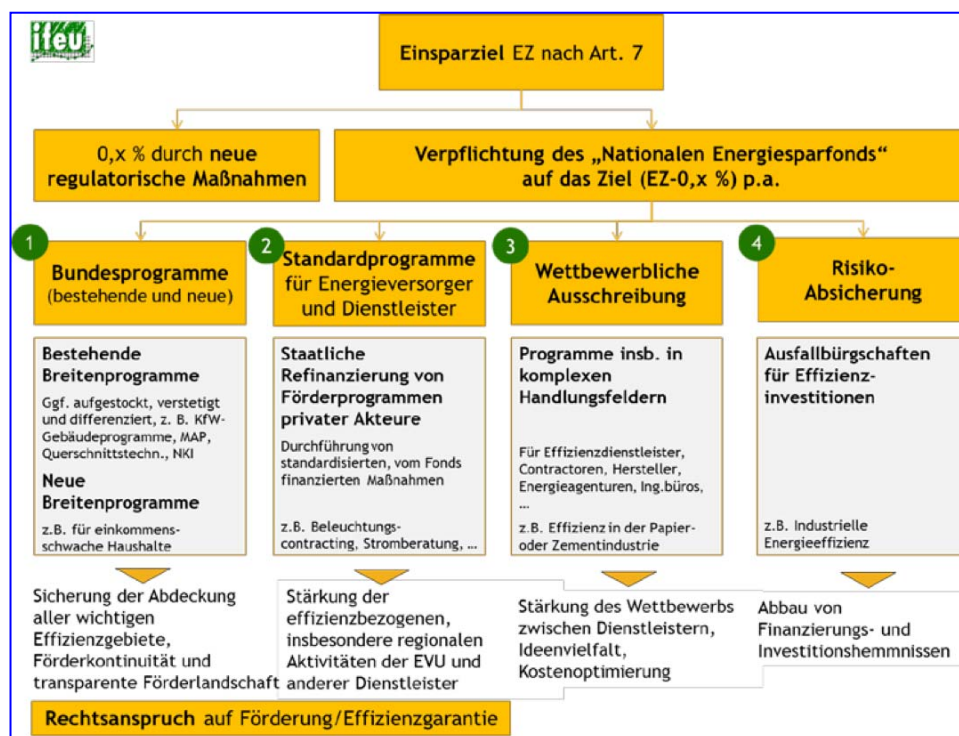 ifeu
Einsparziel EZ nach Art. 7
0,x % durch neue
regulatorische Maßnahmen
Verpflichtung des „Nationalen Energiesparfonds“
auf das Ziel (EZ-0,x %) p.a.
1
Bundesprogramme
(bestehende und neue)
2
Standardprogramme
für Energieversorger
und Dienstleister
3
Wettbewerbliche
Ausschreibung
4
Risiko-
Absicherung
Bestehende
Breitenprogramme
Ggf. aufgestockt, verstetigt
und differenziert, z. B. KfW-
Gebäudeprogramme, MAP,
Querschnittstechn., NKI
Neue
Breitenprogramme
z.B. für einkommens-
schwache Haushalte
Staatliche
Refinanzierung von
Förderprogrammen
privater Akteure
Durchführung von
standardisierten, vom Fonds
finanzierten Maßnahmen
z.B. Beleuchtungs-
contracting, Stromberatung, …
Programme insb. in
komplexen
Handlungsfeldern
Für Effizienzdienstleister,
Contractoren, Hersteller,
Energieagenturen, Ing.büros,
…
z.B. Effizienz in der Papier-
oder Zementindustrie
Ausfallbürgschaften
für Effizienz-
investitionen
z.B. Industrielle
Energieeffizienz
Sicherung der Abdeckung
aller wichtigen
Effizienzgebiete,
Förderkontinuität und
transparente Förderlandschaft
Stärkung der
effizienzbezogenen,
insbesondere regionalen
Aktivitäten der EVU und
anderer Dienstleister
Stärkung des Wettbewerbs
zwischen Dienstleistern,
Ideenvielfalt,
Kostenoptimierung
Abbau von
Finanzierungs- und
Investitionshemmnissen
Rechtsanspruch auf Förderung/Effizienzgarantie